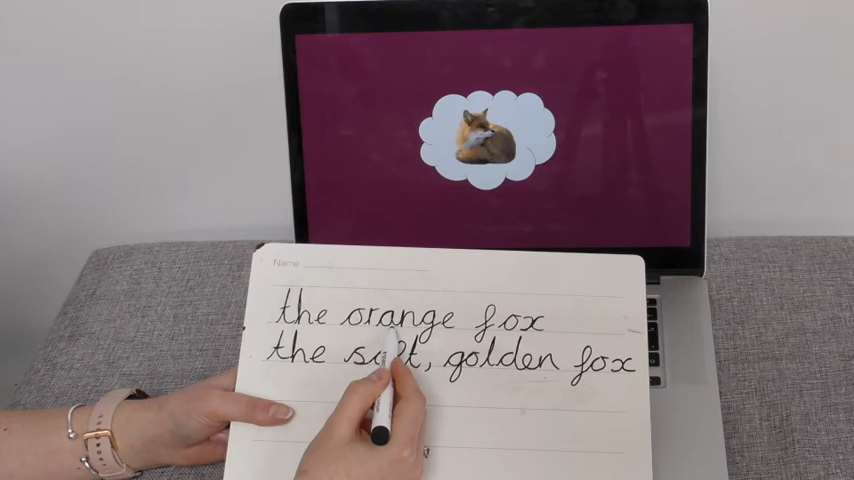 Name
the orange fox
the soft, golden fox